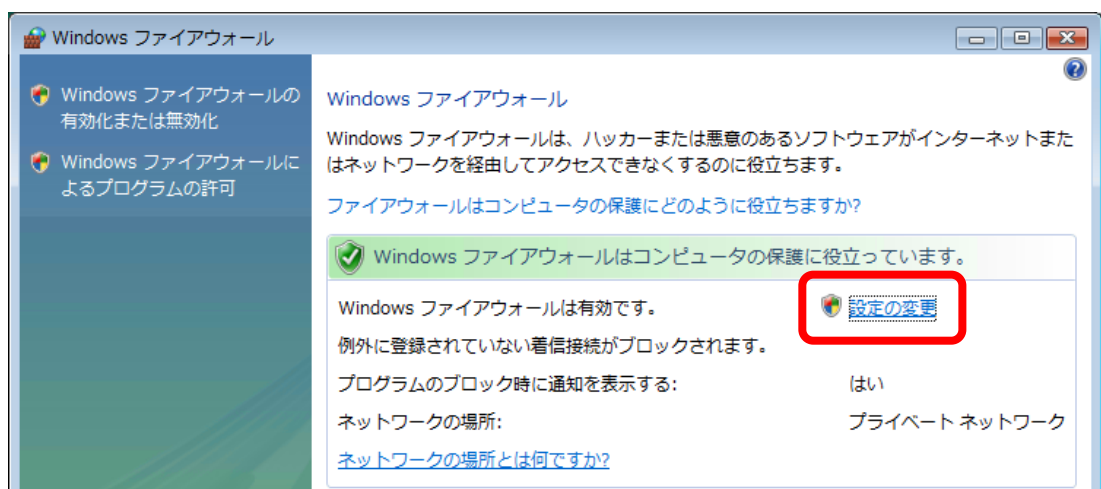 Windows ファイアウォール
Windows ファイアウォールの
有効化または無効化
Windows ファイアウォールに
よるプログラムの許可
Windows ファイアウォール
Windows ファイアウォールは、ハッカーまたは悪意のあるソフトウェアがインターネットまた
はネットワークを経由してアクセスできなくするのに役立ちます。
ファイアウォールはコンピュータの保護にどのように役立ちますか?
Windows ファイアウォールはコンピュータの保護に役立っています。
Windows ファイアウォールは有効です。 設定の変更
例外に登録されていない着信接続がブロックされます。
プログラムのブロック時に通知を表示する: はい
ネットワークの場所: プライベート ネットワーク
ネットワークの場所とは何ですか?